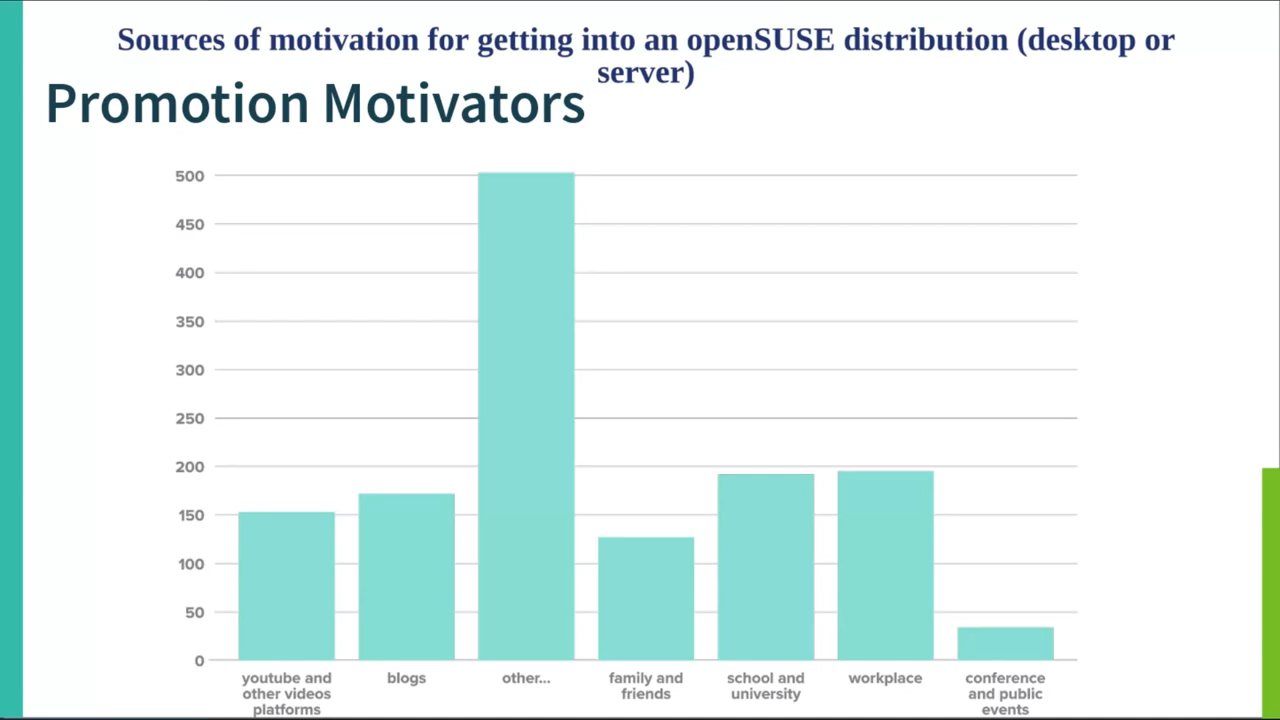 Sources of motivation for getting into an openSUSE distribution (desktop or
server)
Promotion Motivators
500
450
400
350
300
250
200
150
100
50
0
youtube and
other videos
platforms
blogs
other...
family and
friends
school and
university
workplace
conference
and public
events